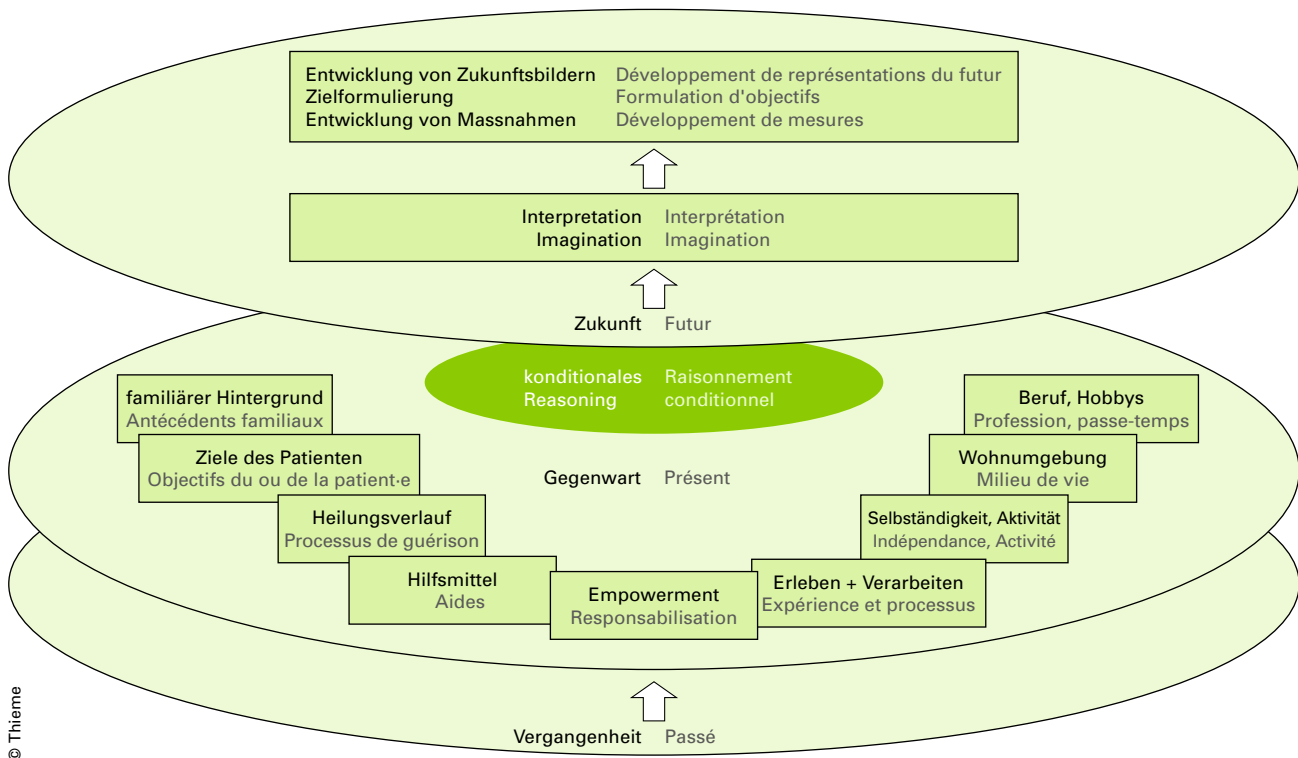 Entwicklung von Zukunftsbildern Développement de représentations du futur
Zielformulierung Formulation d'objectifs
Entwicklung von Massnahmen Développement de mesures
Interpretation Interprétation
Imagination Imagination
Zukunft Futur
konditionales Raisonnement
Reasoning conditionnel
familiärer Hintergrund
Antécédents familiaux
Beruf, Hobbys
Profession, passe-temps
Ziele des Patienten
Objectifs du ou de la patient·e
Gegenwart Présent
Wohnumgebung
Milieu de vie
Heilungsverlauf
Processus de guérison
Selbständigkeit, Aktivität
Indépendance, Activité
Hilfsmittel
Aides
Empowerment
Responsabilisation
Erleben + Verarbeiten
Expérience et processus
Vergangenheit Passé
© Thieme